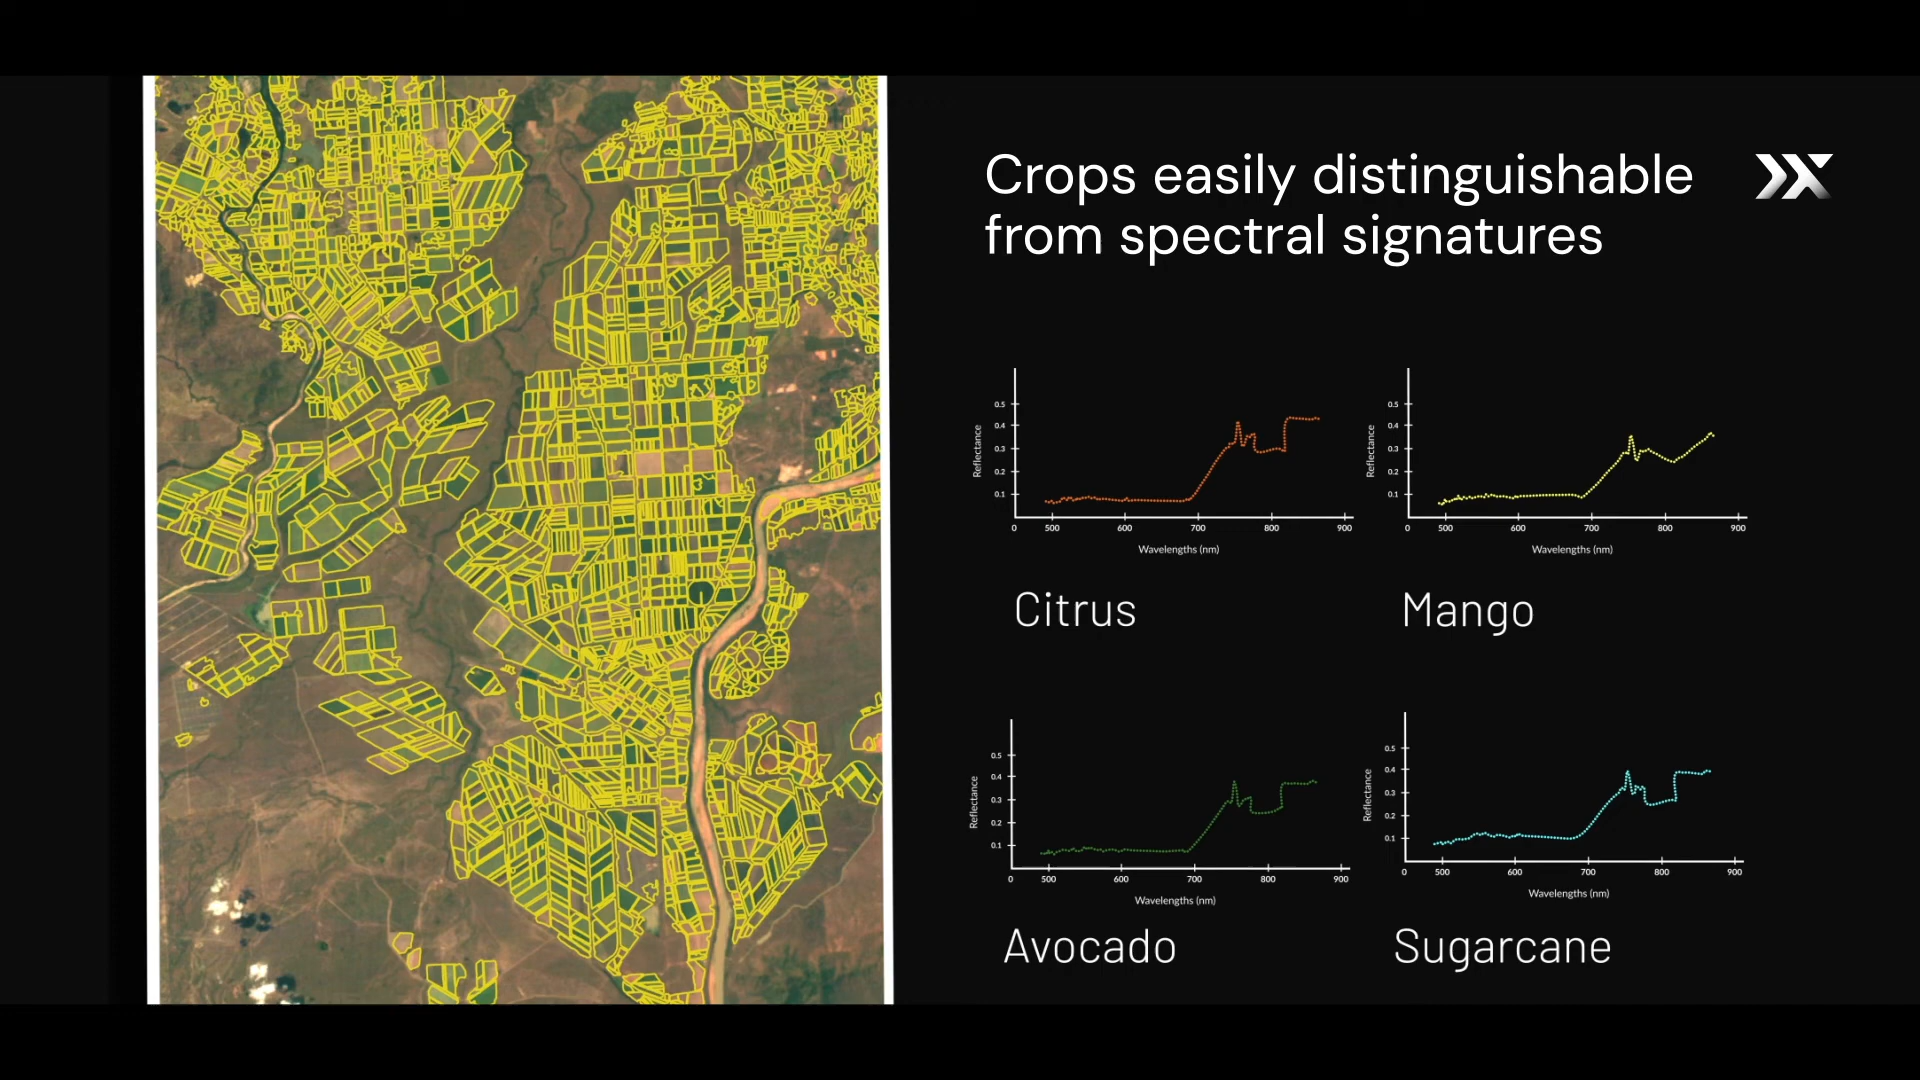 Crops easily distinguishable
from spectral signatures
0.5
0.4
0.3
0.2
0.1
Reflectance
0 500 600 700 800 900
Wavelengths (nm)
Citrus
0.5
0.4
0.3
0.2
0.1
Reflectance
0 500 600 700 800 900
Wavelengths (nm)
Mango
0.5
0.4
0.3
0.2
0.1
Reflectance
0 500 600 700 800 900
Wavelengths (nm)
Avocado
0.5
0.4
0.3
0.2
0.1
Reflectance
0 500 600 700 800 900
Wavelengths (nm)
Sugarcane